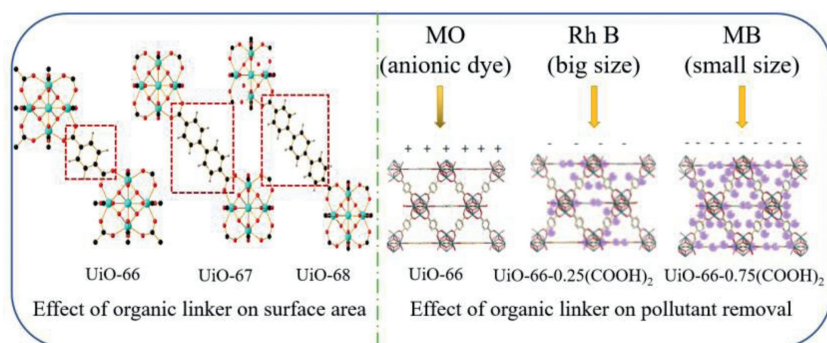 MO
(anionic dye)
Rh B
(big size)
MB
(small size)
+ + + + + +
- - - -
- - - - - - - - -
UiO-66
UiO-67
UiO-68
UiO-66
UiO-66-0.25(COOH)₂
UiO-66-0.75(COOH)₂
Effect of organic linker on surface area
Effect of organic linker on pollutant removal